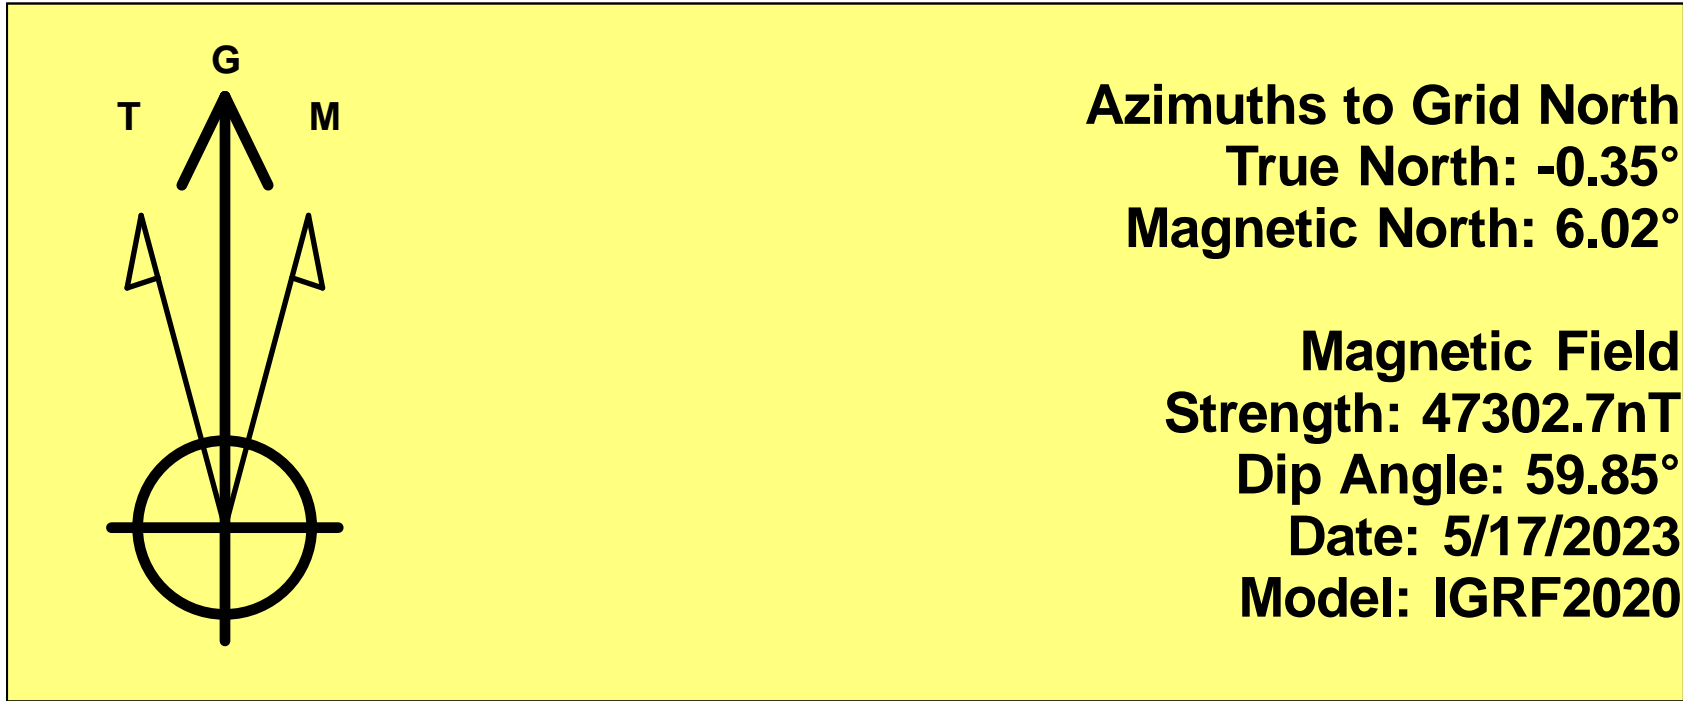 G
T
M
Azimuths to Grid North
True North: -0.35°
Magnetic North: 6.02°
Magnetic Field
Strength: 47302.7nT
Dip Angle: 59.85°
Date: 5/17/2023
Model: IGRF2020